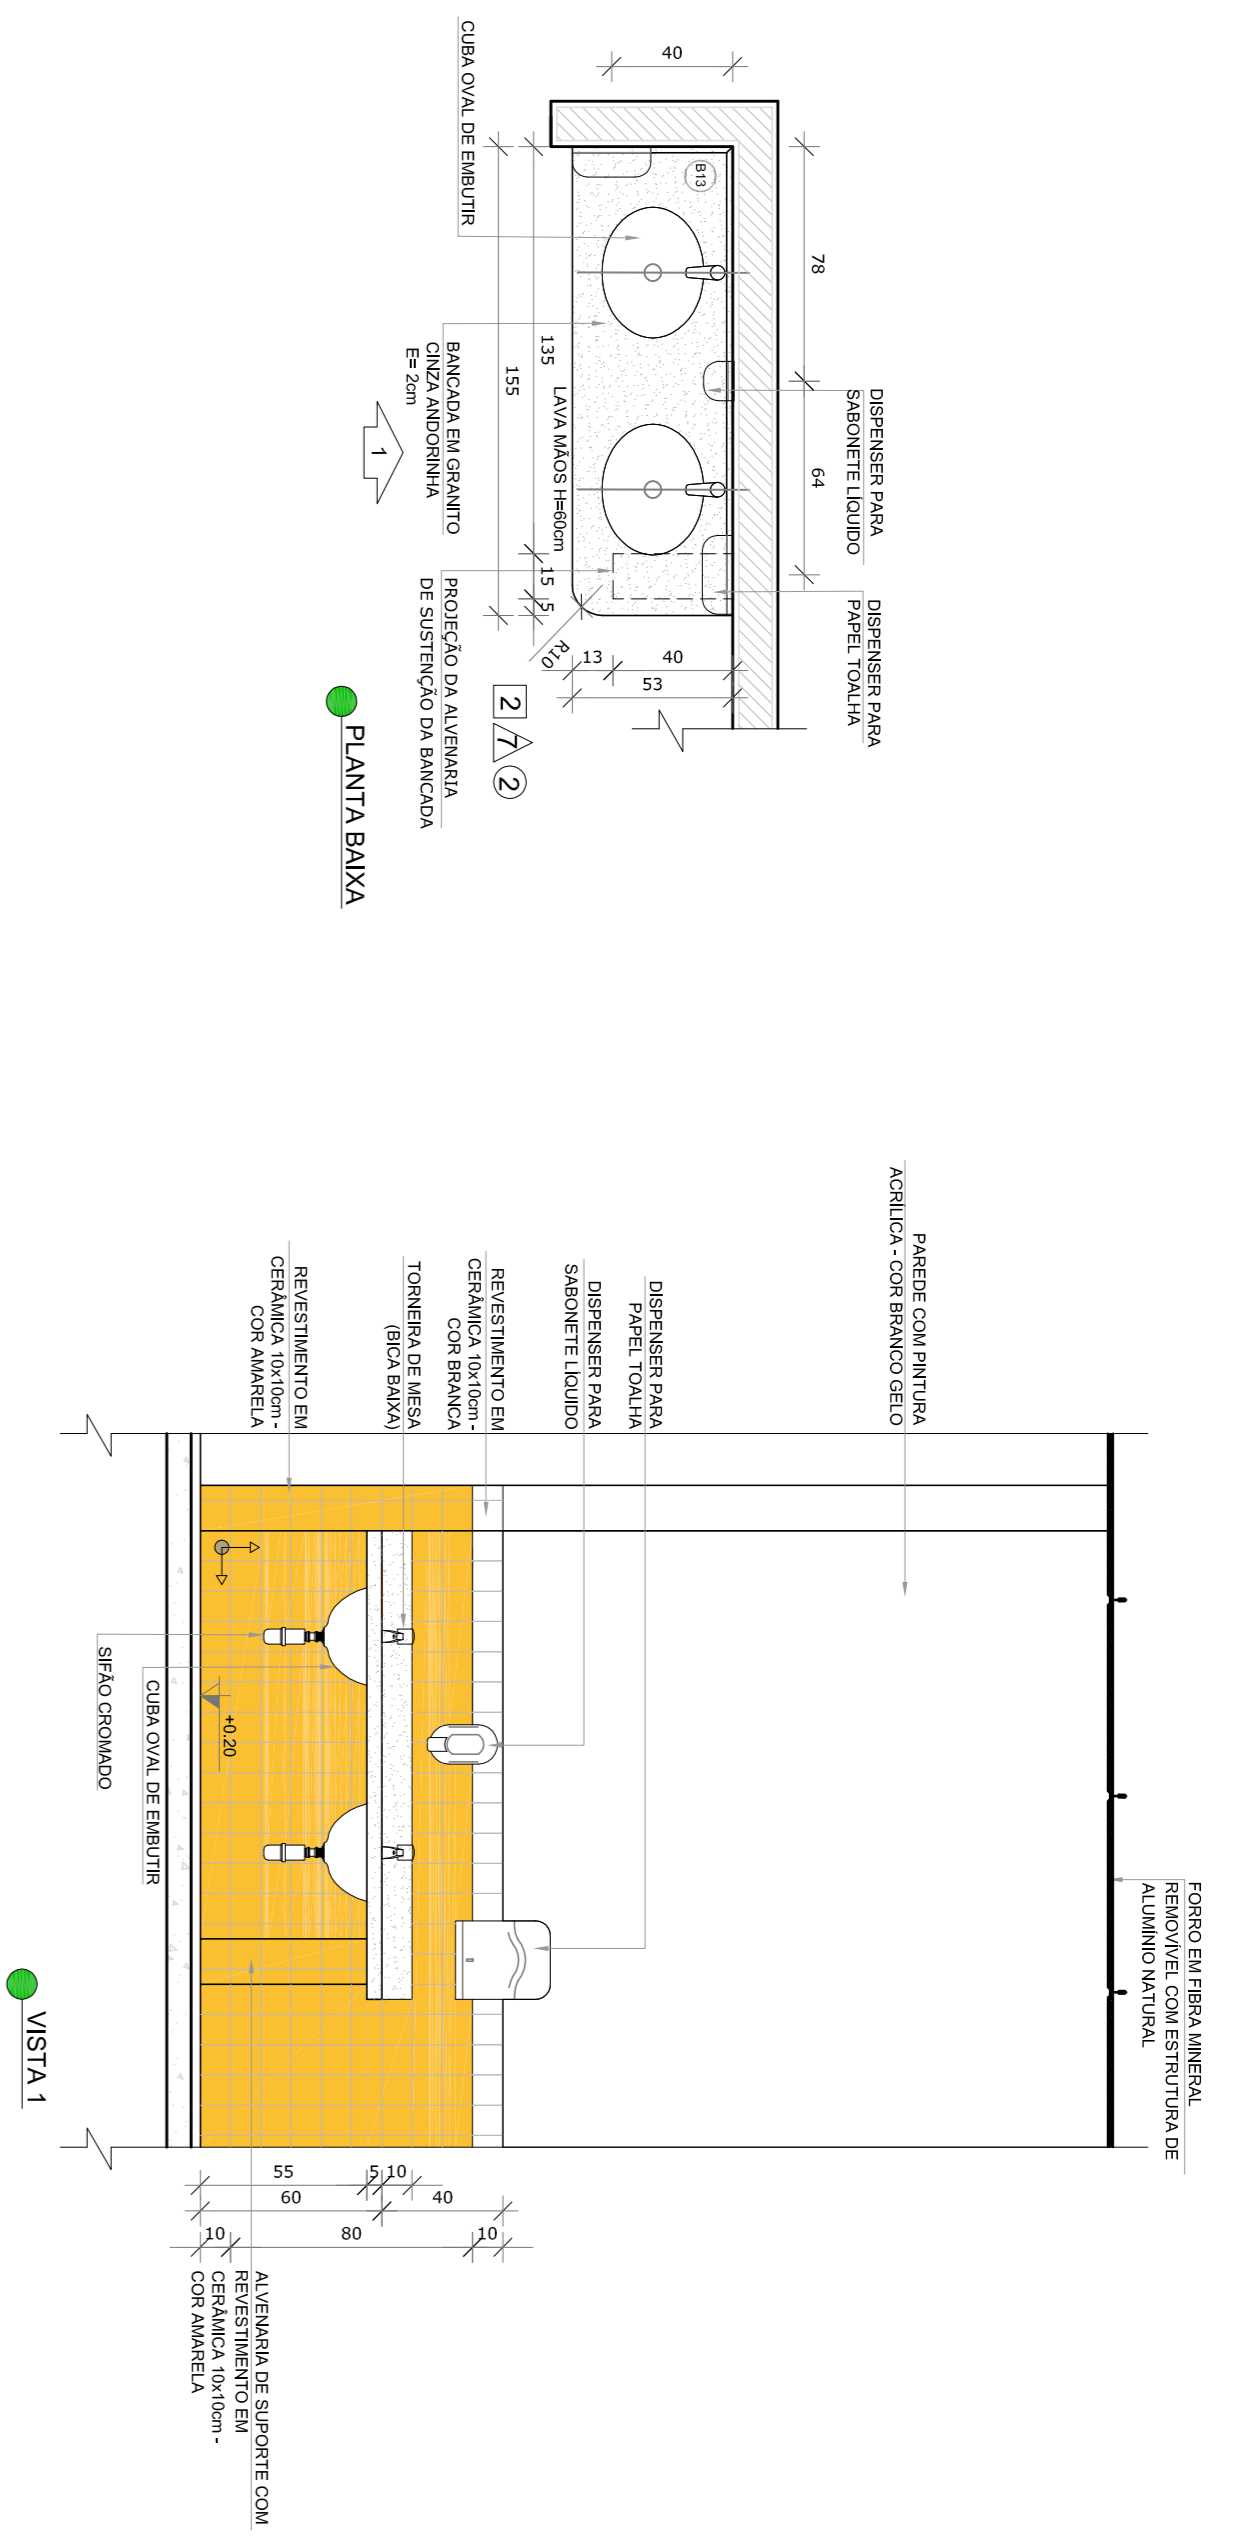 40
CUBA OVAL DE EMBUTIR
B13
78
64
DISPENSER PARA
SABONETE LÍQUIDO
DISPENSER PARA
PAPEL TOALHA
135
155
15
5
LAVA MÃOS H=60cm
BANCADA EM GRANITO
CINZA ANDORINHA
E= 2cm
1
PROJEÇÃO DA ALVENARIA
DE SUSTENÇÃO DA BANCADA
R10
13
40
53
2
7
2
PLANTA BAIXA
PAREDE COM PINTURA
ACRÍLICA - COR BRANCO GELO
DISPENSER PARA
PAPEL TOALHA
DISPENSER PARA
SABONETE LÍQUIDO
REVESTIMENTO EM
CERÂMICA 10x10cm -
COR BRANCA
TORNEIRA DE MESA
(BICA BAIXA)
REVESTIMENTO EM
CERÂMICA 10x10cm -
COR AMARELA
FORRO EM FIBRA MINERAL
REMOVÍVEL COM ESTRUTURA DE
ALUMÍNIO NATURAL
+0.20
CUBA OVAL DE EMBUTIR
SIFÃO CROMADO
55
5
10
60
40
10
80
10
ALVENARIA DE SUPORTE COM
REVESTIMENTO EM
CERÂMICA 10x10cm -
COR AMARELA
VISTA 1